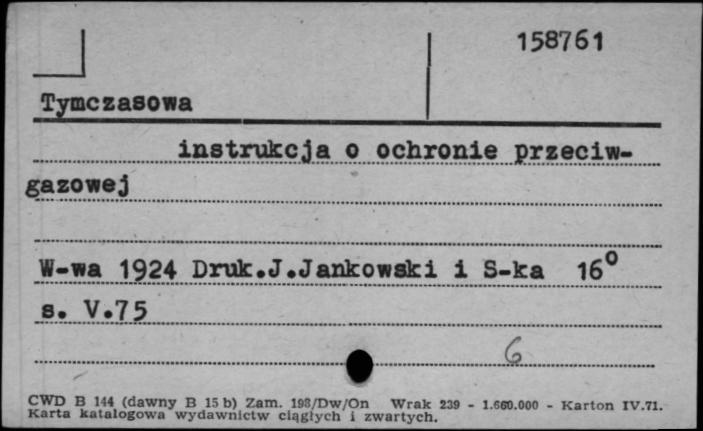 158761
Tymczasowa
instrukcja o ochronie przeciw-
gazowej
W-wa 1924 Druk.J.Jankowski i S-ka 16°
s. V.75
6
CWD B 144 (dawny B 15 b) Zam. 198/Dw/On Wrak 239 - 1.660.000 - Karton IV.71.
Karta katalogowa wydawnictw ciągłych i zwartych.